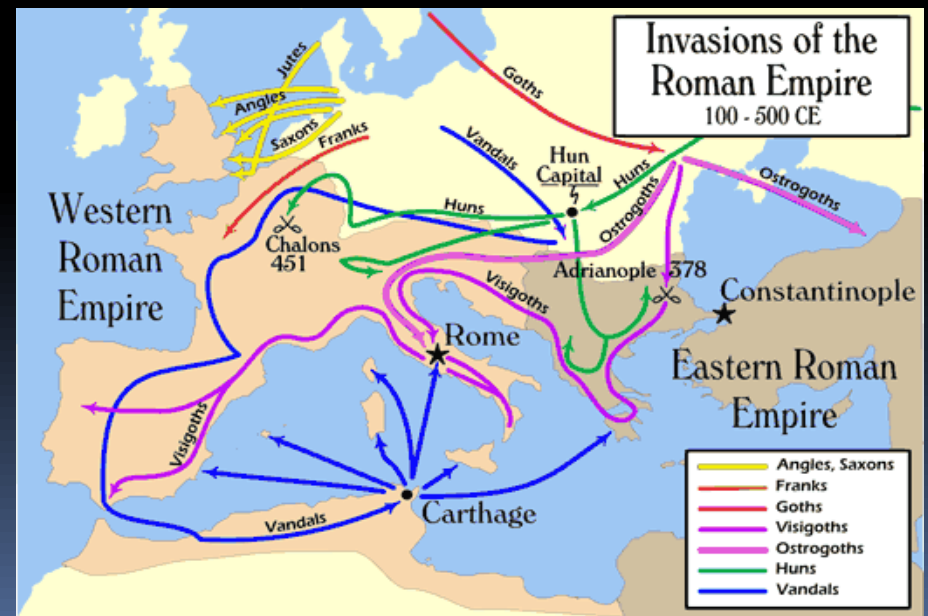 Invasions of the
Roman Empire
100 - 500 CE
Jutes
Angles
Saxons
Franks
Goths
Vandals
Hun
Capital
Huns
Ostrogoths
Ostrogoths
Huns
Western
Roman
Empire
Chalons
451
Adrianople 378
Visigoths
Constantinople
Rome
Eastern Roman
Empire
Visigoths
Carthage
Vandals
Angles, Saxons
Franks
Goths
Visigoths
Ostrogoths
Huns
Vandals